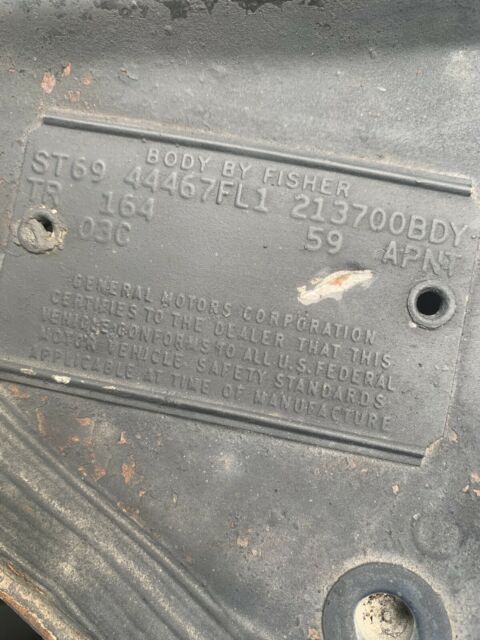 BODY BY FISHER
ST69 44467FL1 213700BDY
TR 164 59 APNT
03C
GENERAL MOTORS CORPORATION
CERTIFIES TO THE DEALER THAT THIS
VEHICLE CONFORMS TO ALL U.S. FEDERAL
MOTOR VEHICLE SAFETY STANDARDS
APPLICABLE AT TIME OF MANUFACTURE